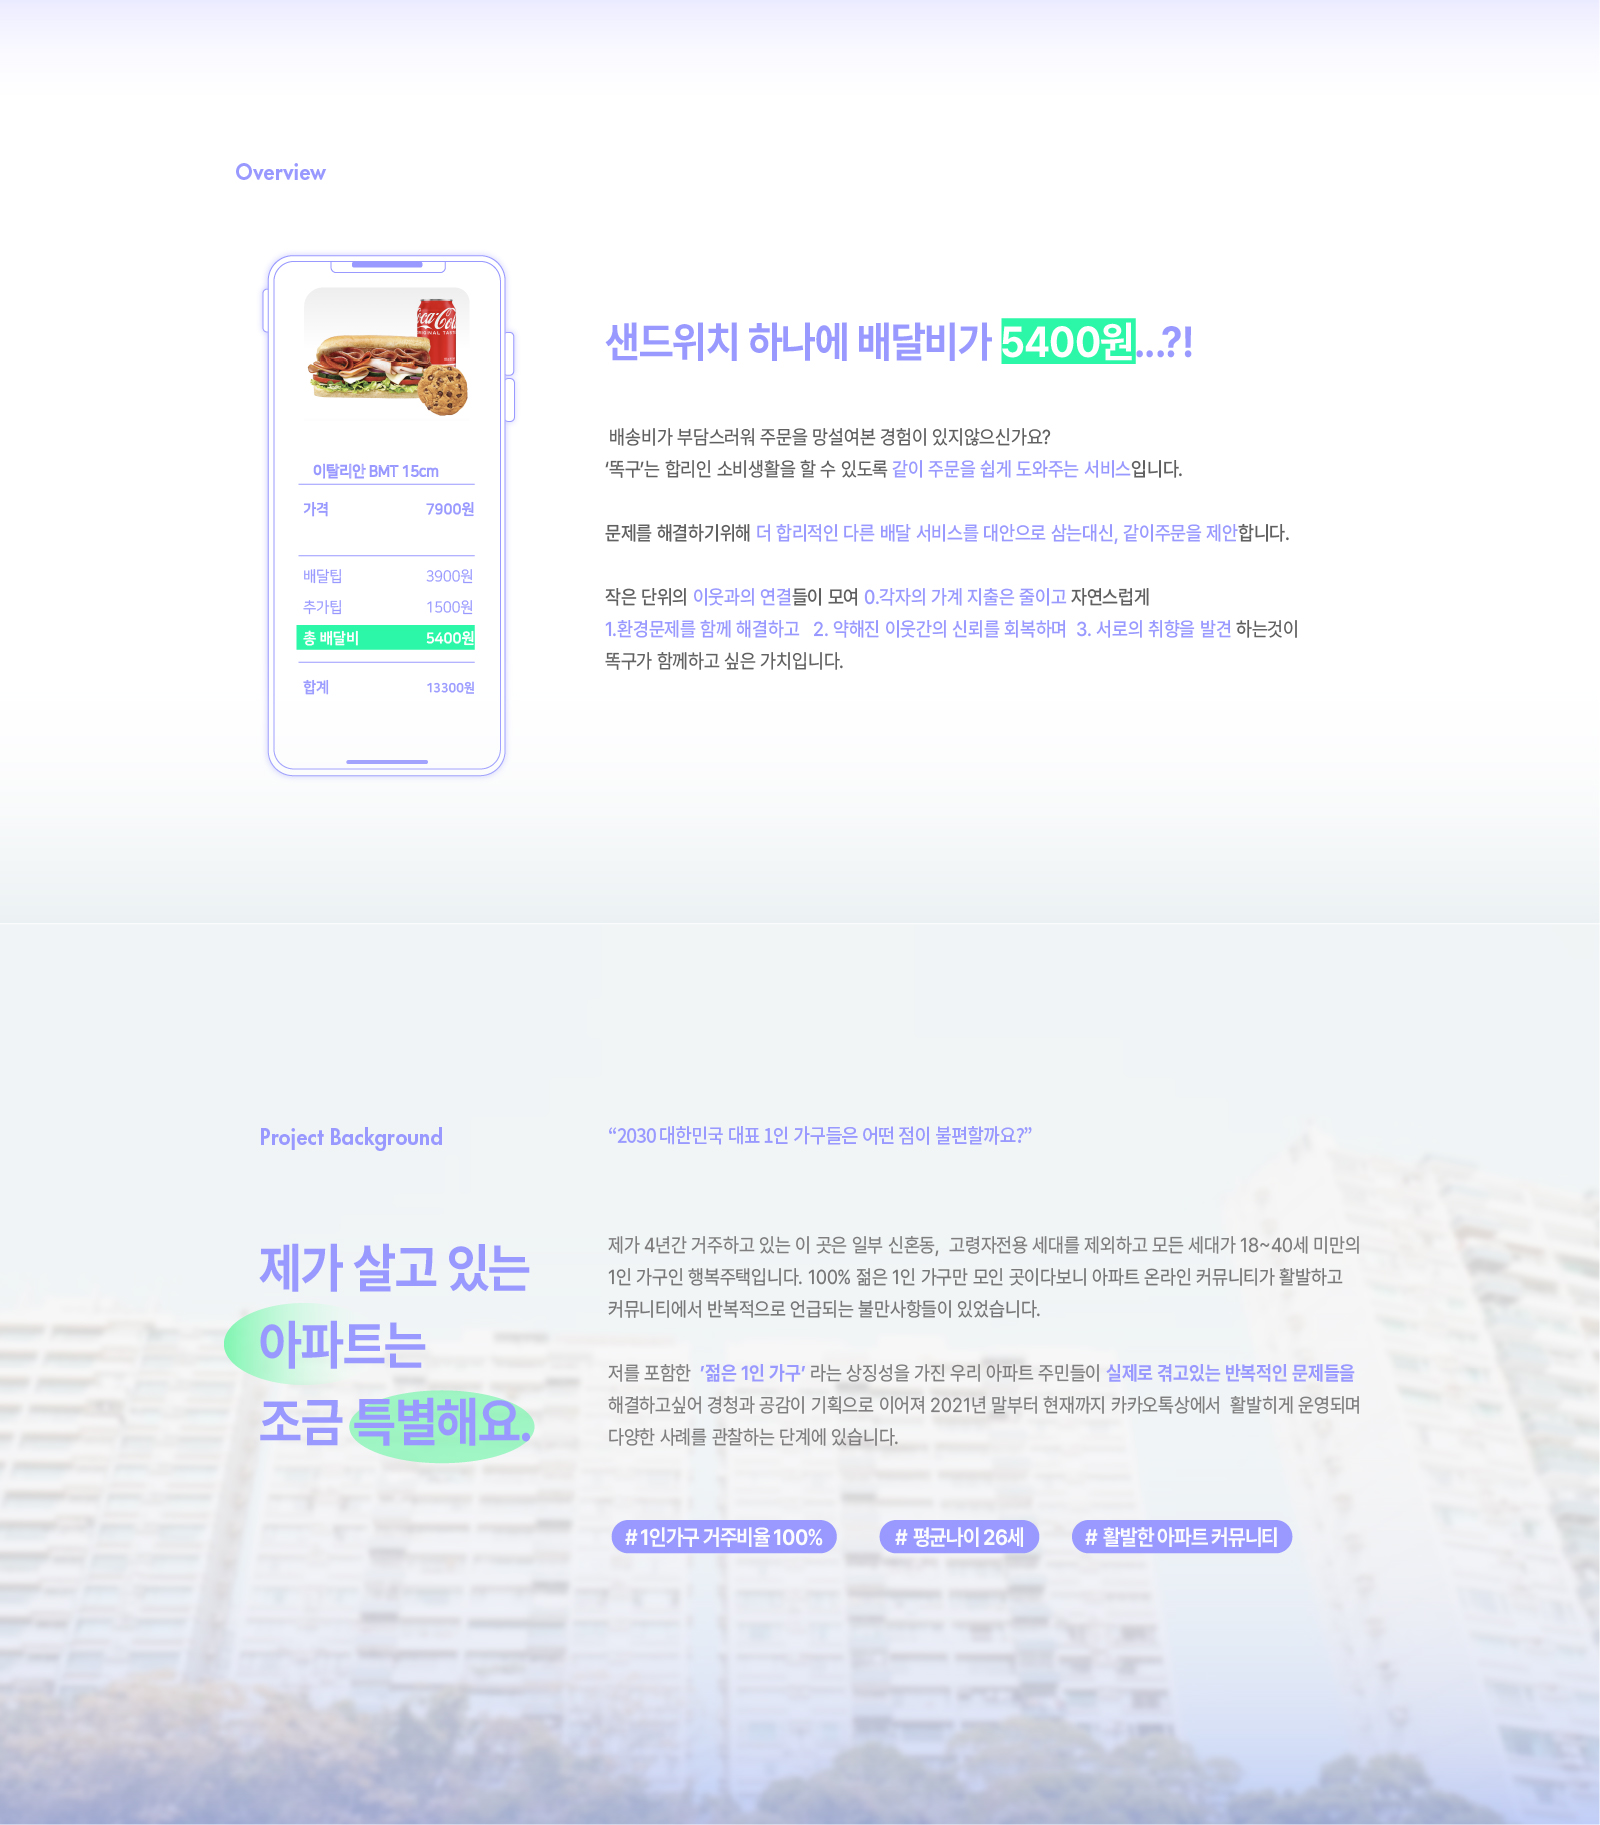 Overview
Coca-Cola
ORIGINAL TASTE
이탈리안 BMT 15cm
가격 7900원
배달팁 3900원
추가팁 1500원
총 배달비 5400원
합계 13300원
샌드위치 하나에 배달비가 5400원...?!
배송비가 부담스러워 주문을 망설여본 경험이 있지않으신가요?
‘똑구’는 합리인 소비생활을 할 수 있도록 같이 주문을 쉽게 도와주는 서비스입니다.
문제를 해결하기위해 더 합리적인 다른 배달 서비스를 대안으로 삼는대신, 같이주문을 제안합니다.
작은 단위의 이웃과의 연결들이 모여 0.각자의 가계 지출은 줄이고 자연스럽게
1.환경문제를 함께 해결하고 2. 약해진 이웃간의 신뢰를 회복하며 3. 서로의 취향을 발견 하는것이
똑구가 함께하고 싶은 가치입니다.
Project Background
“2030 대한민국 대표 1인 가구들은 어떤 점이 불편할까요?”
제가 살고 있는
아파트는
조금 특별해요.
제가 4년간 거주하고 있는 이 곳은 일부 신혼동, 고령자전용 세대를 제외하고 모든 세대가 18~40세 미만의
1인 가구인 행복주택입니다. 100% 젊은 1인 가구만 모인 곳이다보니 아파트 온라인 커뮤니티가 활발하고
커뮤니티에서 반복적으로 언급되는 불만사항들이 있었습니다.
저를 포함한 ’젊은 1인 가구’ 라는 상징성을 가진 우리 아파트 주민들이 실제로 겪고있는 반복적인 문제들을
해결하고싶어 경청과 공감이 기획으로 이어져 2021년 말부터 현재까지 카카오톡상에서 활발히게 운영되며
다양한 사례를 관찰하는 단계에 있습니다.
# 1인가구 거주비율 100%
# 평균나이 26세
# 활발한 아파트 커뮤니티